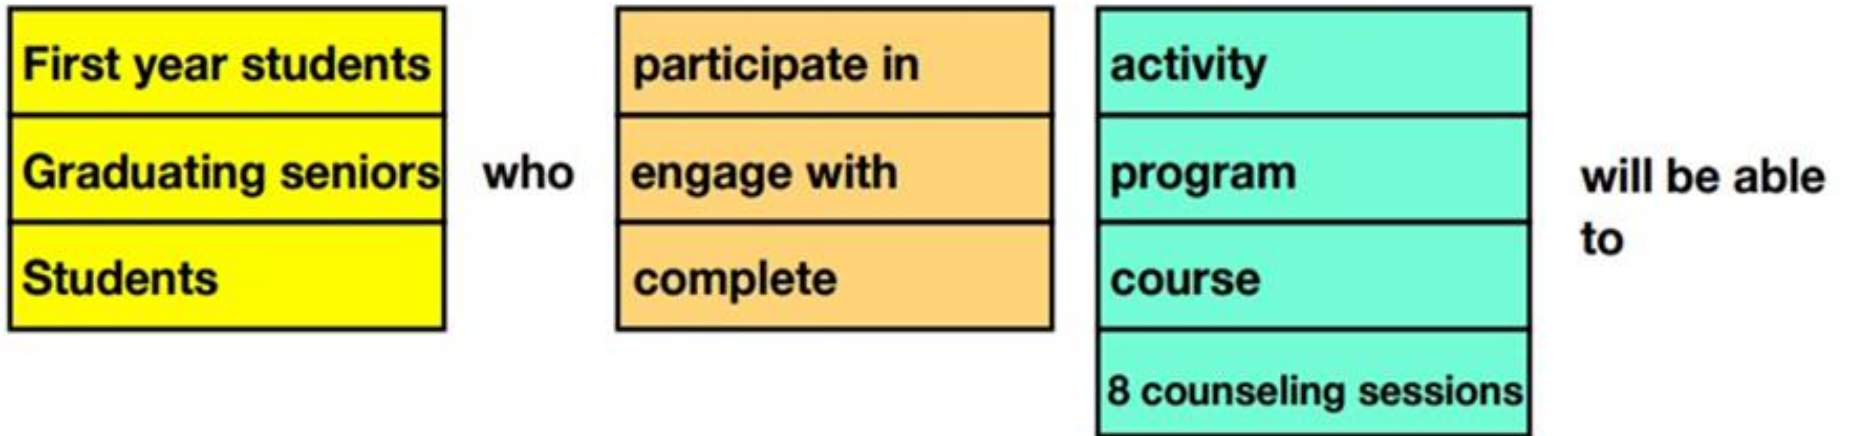 First year students
Graduating seniors
Students
who
participate in
engage with
complete
activity
program
course
8 counseling sessions
will be able
to